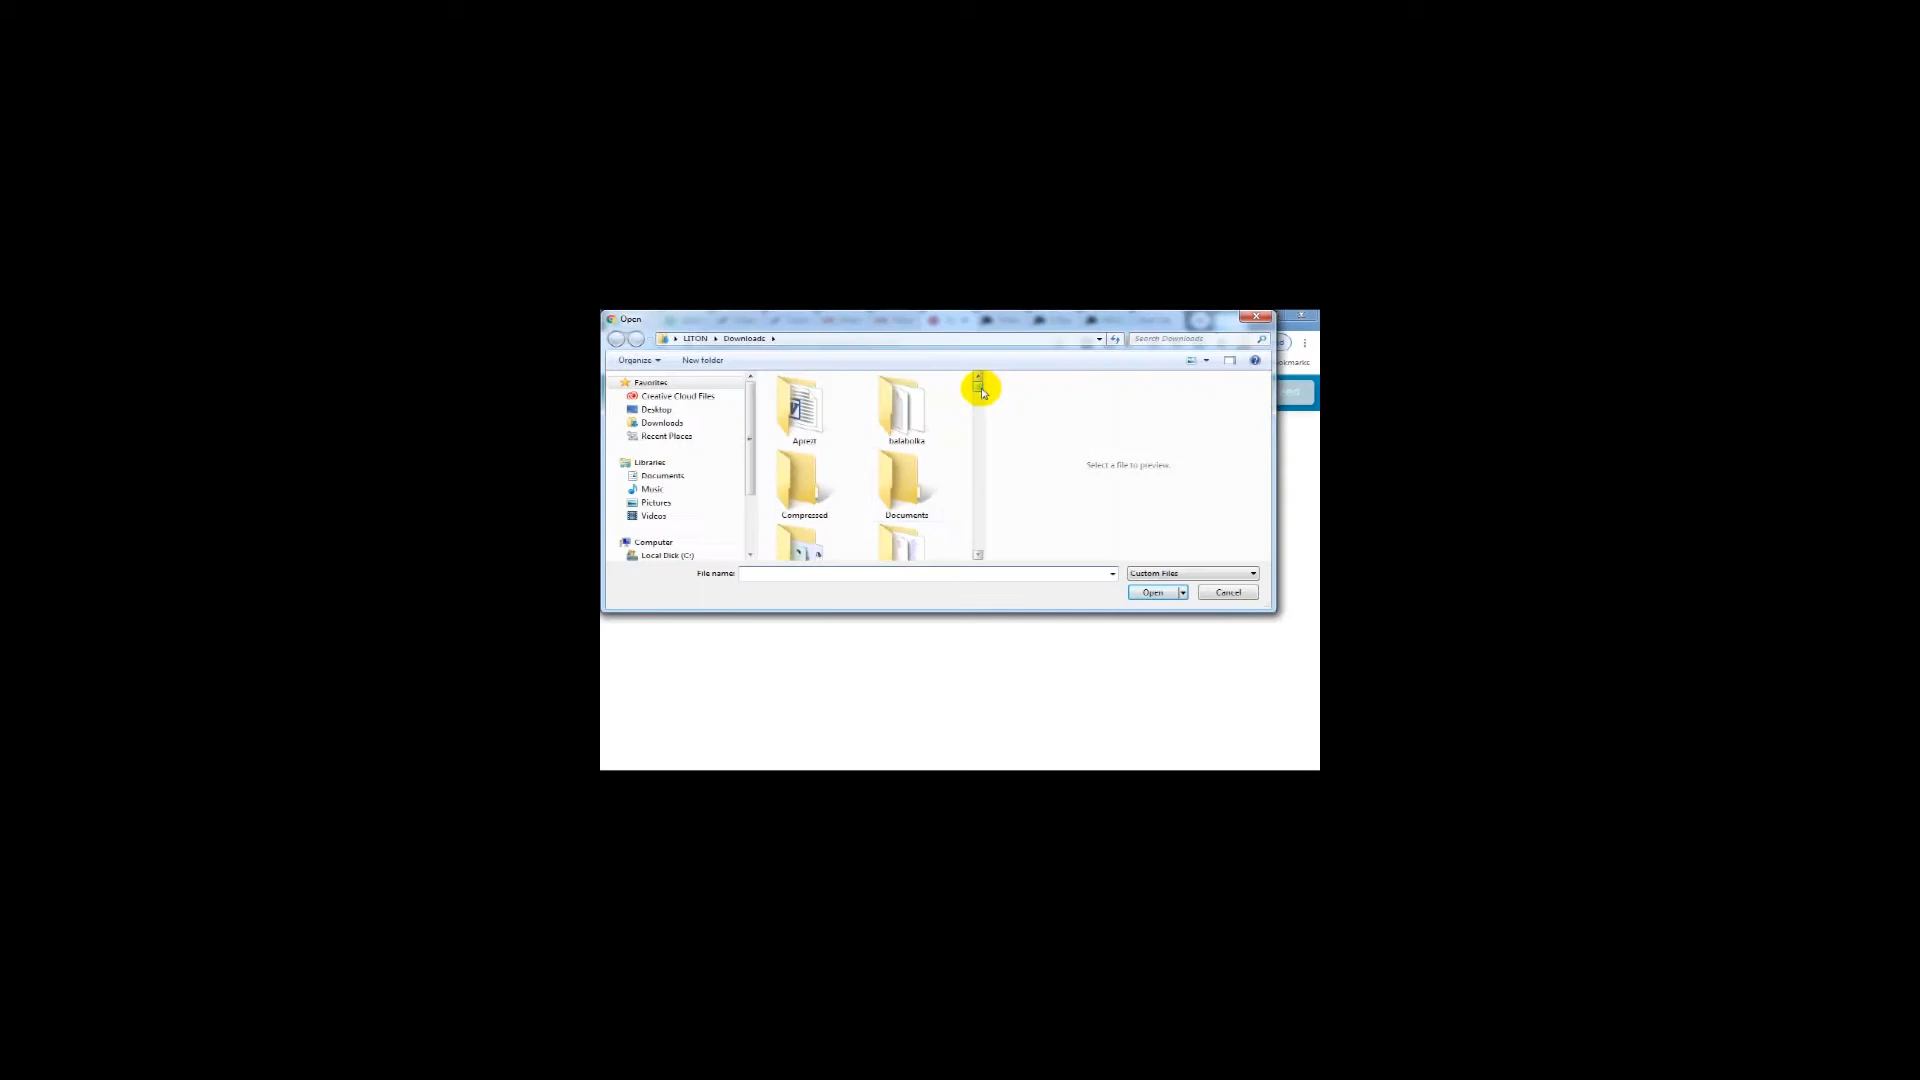 Open
LITON Downloads
Search Downloads
Organize
New folder
Favorites
Creative Cloud Files
Desktop
Downloads
Recent Places
Libraries
Documents
Music
Pictures
Videos
Computer
Local Disk (C:)
Aprezt
balabolka
Compressed
Documents
Select a file to preview.
File name:
Custom Files
Open
Cancel